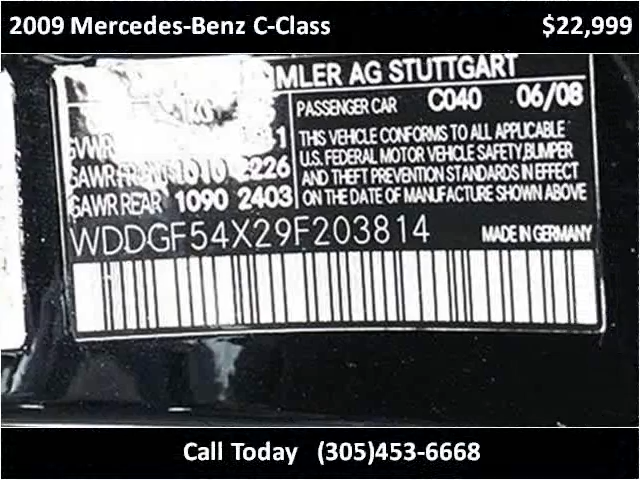 2009 Mercedes-Benz C-Class $22,999
AG STUTTGART
PASSENGER CAR C040 06/08
THIS VEHICLE CONFORMS TO ALL APPLICABLE
GVWR U.S. FEDERAL MOTOR VEHICLE SAFETY, BUMPER
GAWR FRONT 1010 2226 AND THEFT PREVENTION STANDARDS IN EFFECT
GAWR REAR 1090 2403 ON THE DATE OF MANUFACTURE SHOWN ABOVE
WDDGF54X29F203814 MADE IN GERMANY
Call Today (305)453-6668